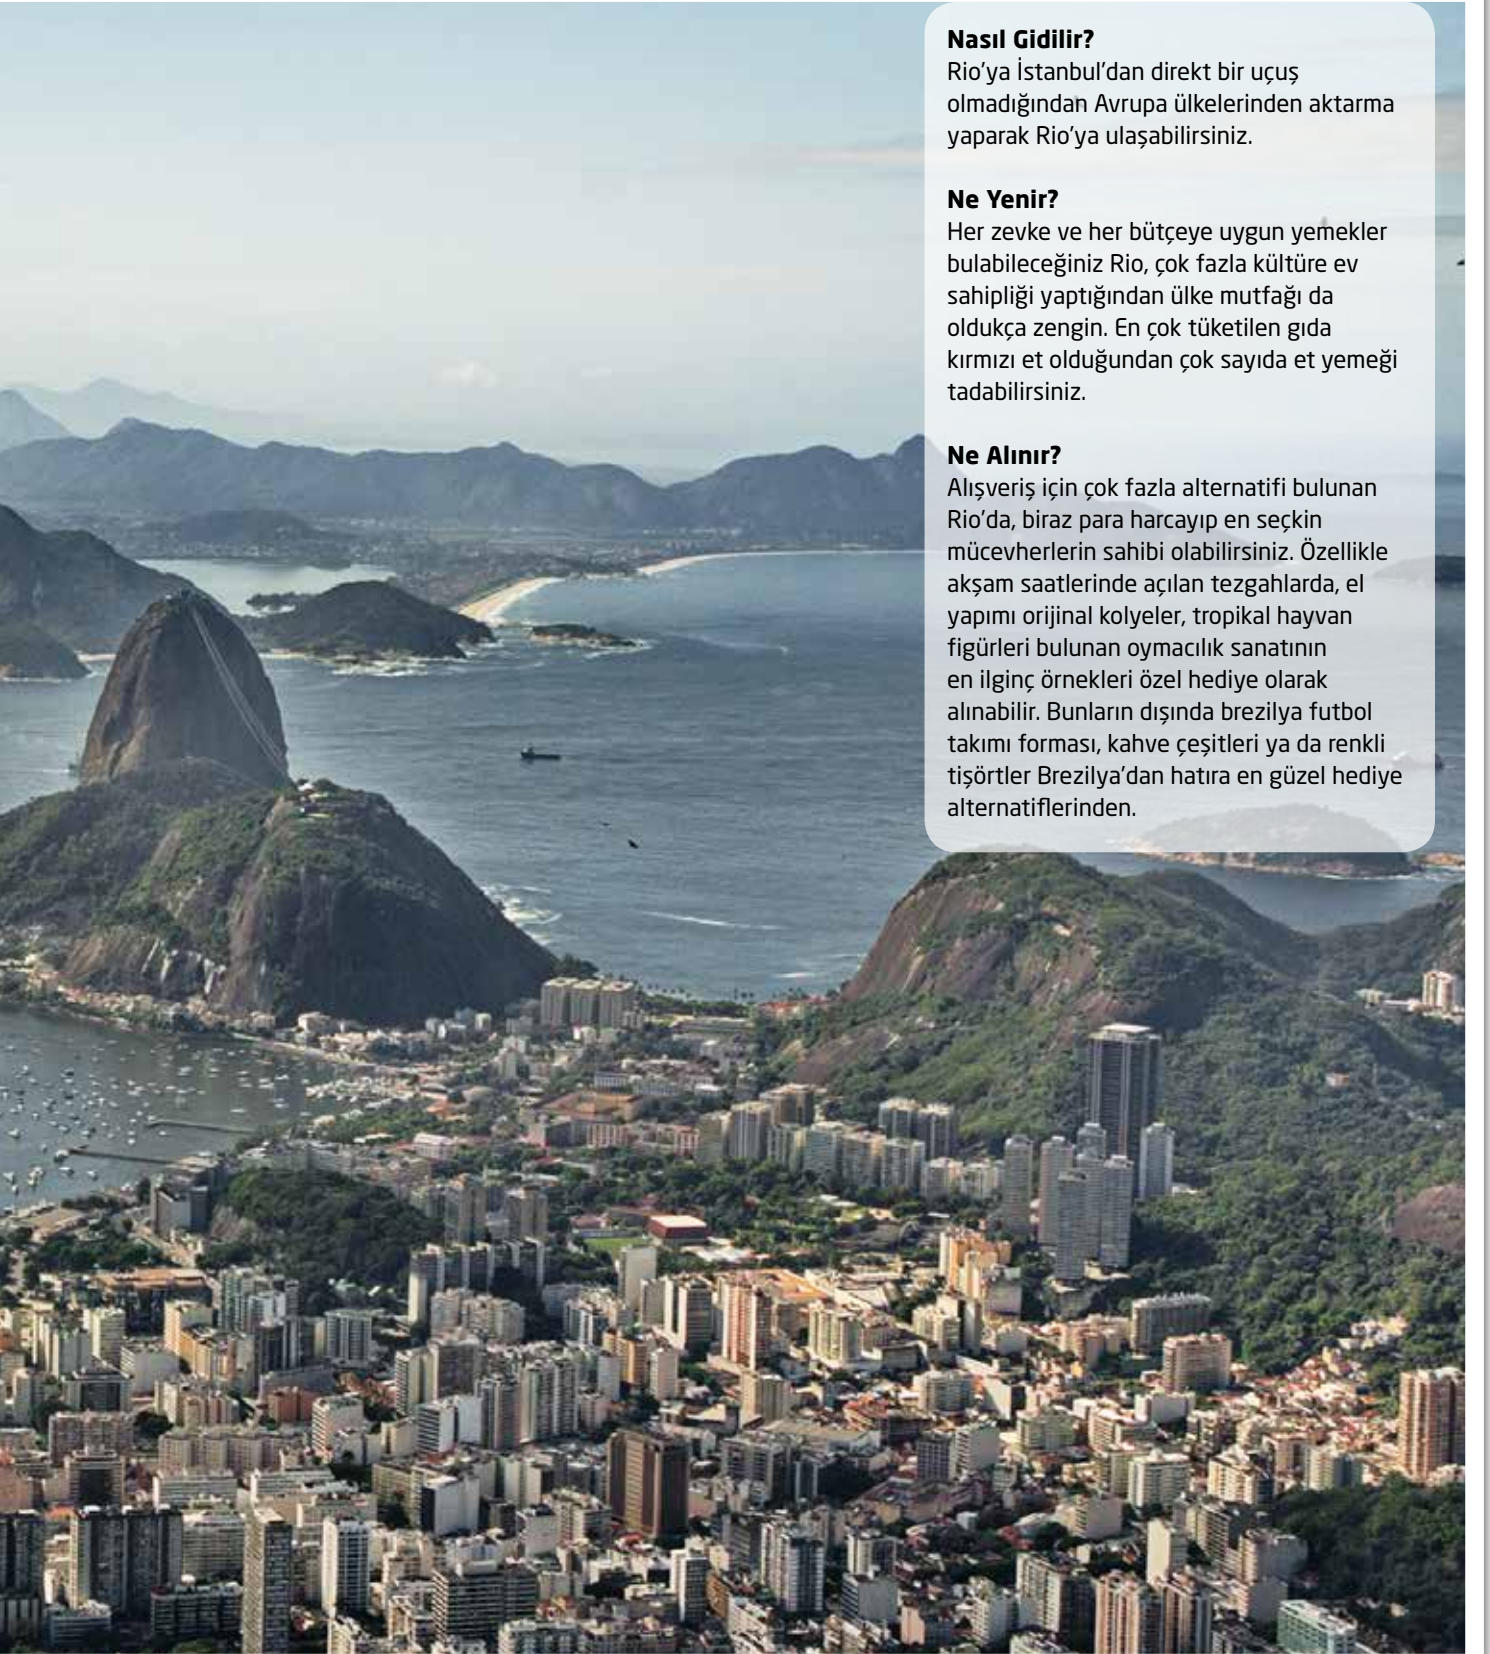 Nasıl Gidilir?
Rio’ya İstanbul’dan direkt bir uçuş
olmadığından Avrupa ülkelerinden aktarma
yaparak Rio’ya ulaşabilirsiniz.
Ne Yenir?
Her zevke ve her bütçeye uygun yemekler
bulabileceğiniz Rio, çok fazla kültüre ev
sahipliği yaptığından ülke mutfağı da
oldukça zengin. En çok tüketilen gıda
kırmızı et olduğundan çok sayıda et yemeği
tadabilirsiniz.
Ne Alınır?
Alışveriş için çok fazla alternatifi bulunan
Rio’da, biraz para harcayıp en seçkin
mücevherlerin sahibi olabilirsiniz. Özellikle
akşam saatlerinde açılan tezgahlarda, el
yapımı orijinal kolyeler, tropikal hayvan
figürleri bulunan oymacılık sanatının
en ilginç örnekleri özel hediye olarak
alınabilir. Bunların dışında brezilya futbol
takımı forması, kahve çeşitleri ya da renkli
tişörtler Brezilya’dan hatıra en güzel hediye
alternatiflerinden.